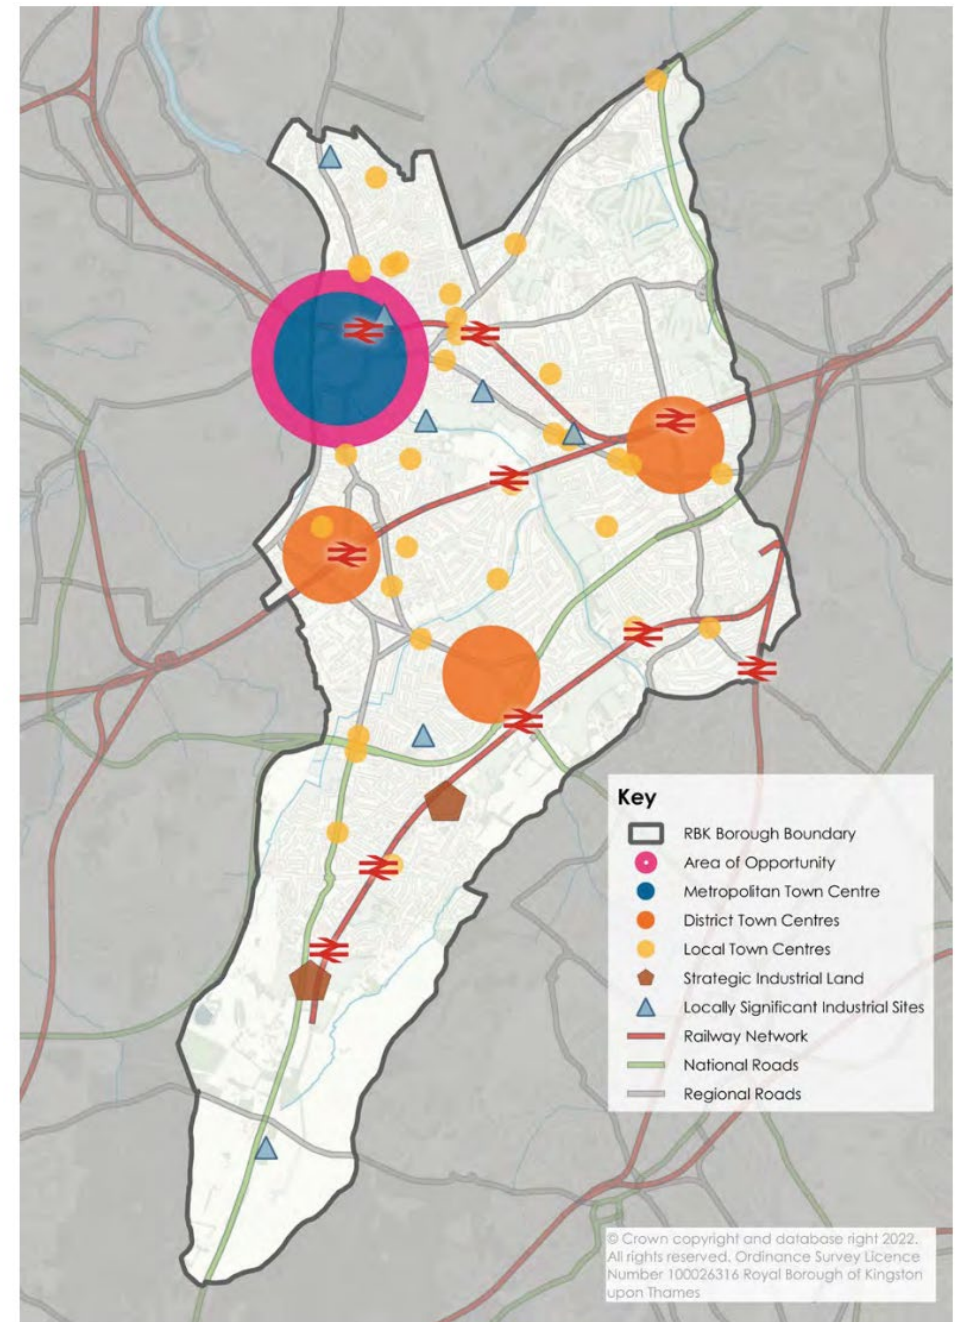 Key
RBK Borough Boundary
Area of Opportunity
Metropolitan Town Centre
District Town Centres
Local Town Centres
Strategic Industrial Land
Locally Significant Industrial Sites
Railway Network
National Roads
Regional Roads
© Crown copyright and database right 2022.
All rights reserved. Ordinance Survey Licence
Number 100026316 Royal Borough of Kingston
upon Thames